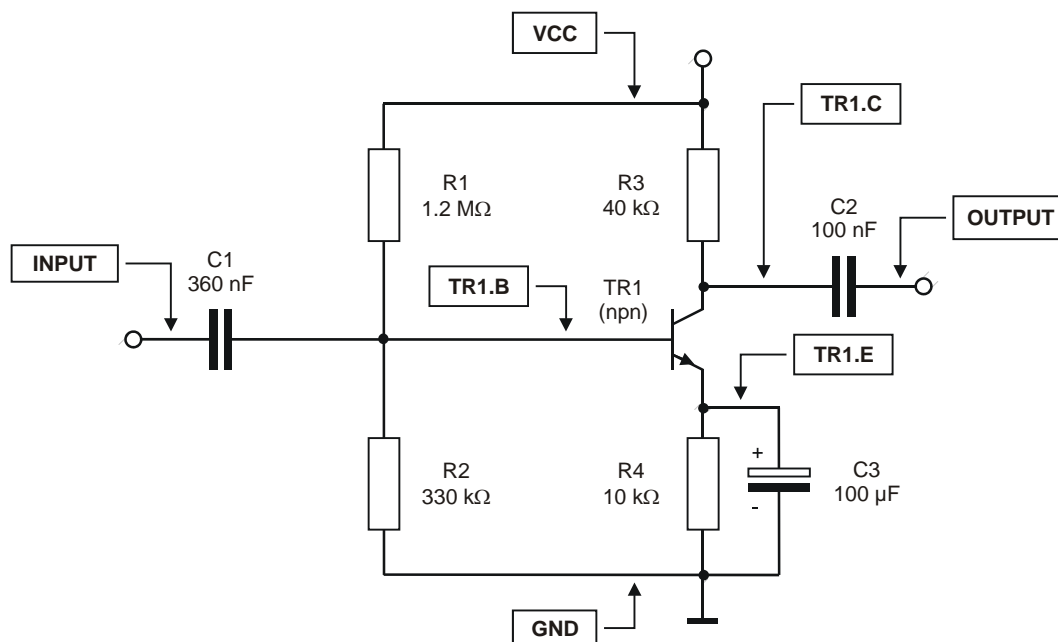 VCC
TR1.C
R1
1.2 MΩ
R3
40 kΩ
C2
100 nF
OUTPUT
INPUT
C1
360 nF
TR1.B
TR1
(npn)
TR1.E
R2
330 kΩ
R4
10 kΩ
+
-
C3
100 µF
GND